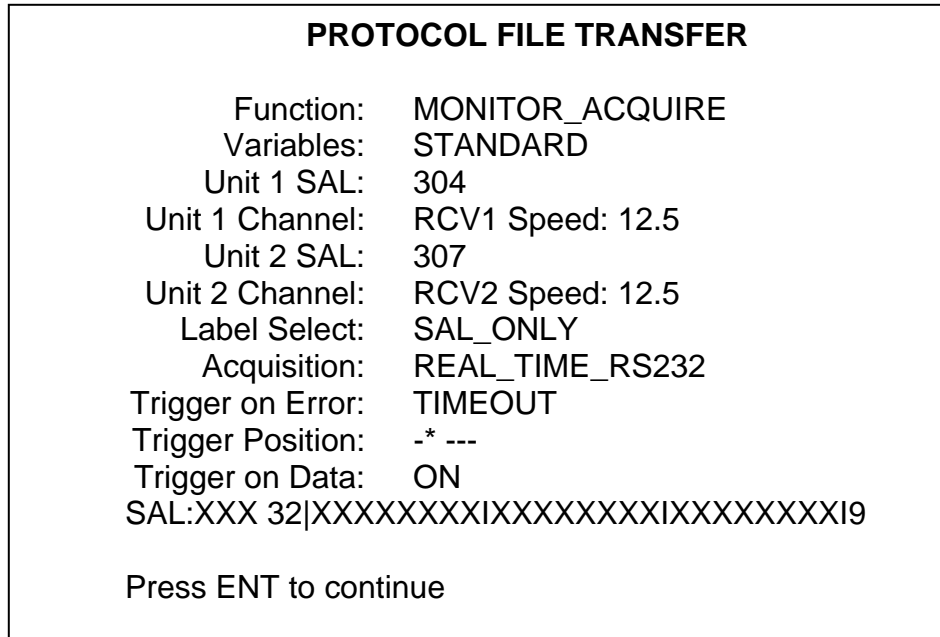 PROTOCOL FILE TRANSFER
Function: MONITOR_ACQUIRE
Variables: STANDARD
Unit 1 SAL: 304
Unit 1 Channel: RCV1 Speed: 12.5
Unit 2 SAL: 307
Unit 2 Channel: RCV2 Speed: 12.5
Label Select: SAL_ONLY
Acquisition: REAL_TIME_RS232
Trigger on Error: TIMEOUT
Trigger Position: -* ---
Trigger on Data: ON
SAL:XXX 32|XXXXXXXXIXXXXXXXXIXXXXXXXXI9
Press ENT to continue